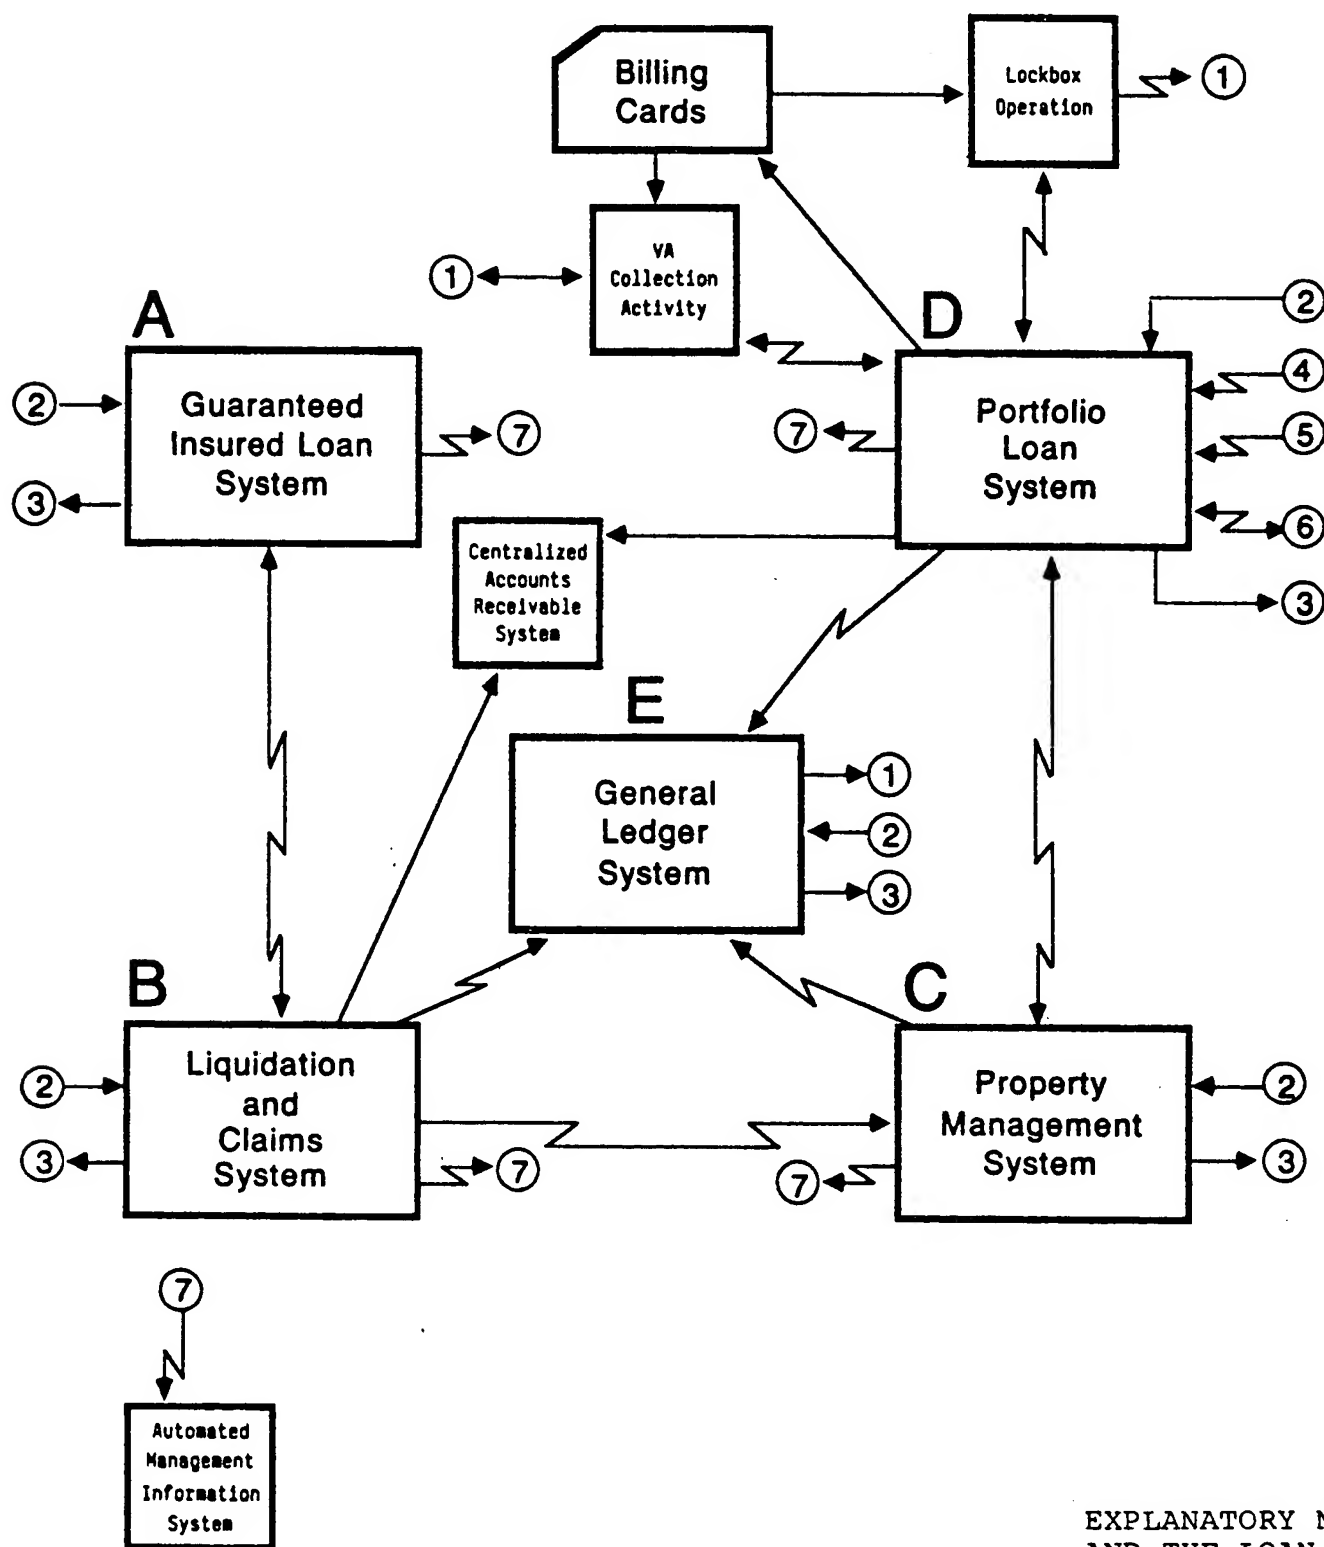 Billing
Cards
Lockbox
Operation
1
VA
Collection
Activity
1
A
D
2
Guaranteed
Insured Loan
System
2
3
7
Portfolio
Loan
System
7
4
5
6
3
Centralized
Accounts
Receivable
System
E
General
Ledger
System
1
2
3
B
C
Liquidation
and
Claims
System
2
3
7
Property
Management
System
2
3
7
7
Automated
Management
Information
System
EXPLANATORY N